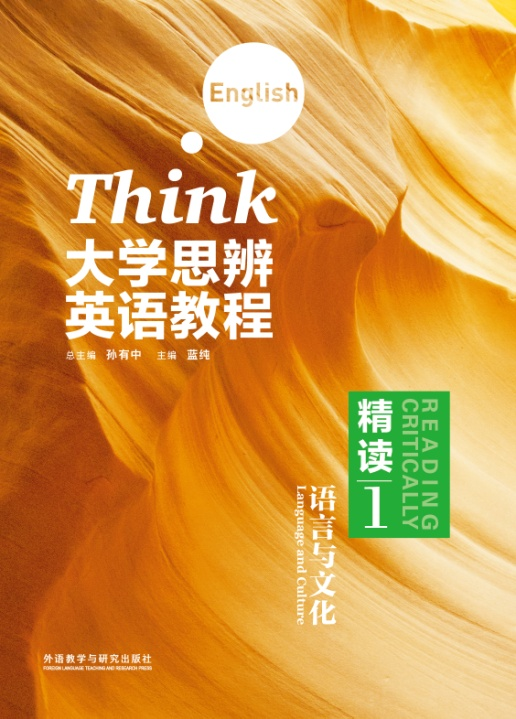 English
Think
大学思辨
英语教程
总主编 孙有中 主编 蓝纯
精读1
READING
CRITICALLY
语言与文化
Language and Culture
外语教学与研究出版社
FOREIGN LANGUAGE TEACHING AND RESEARCH PRESS